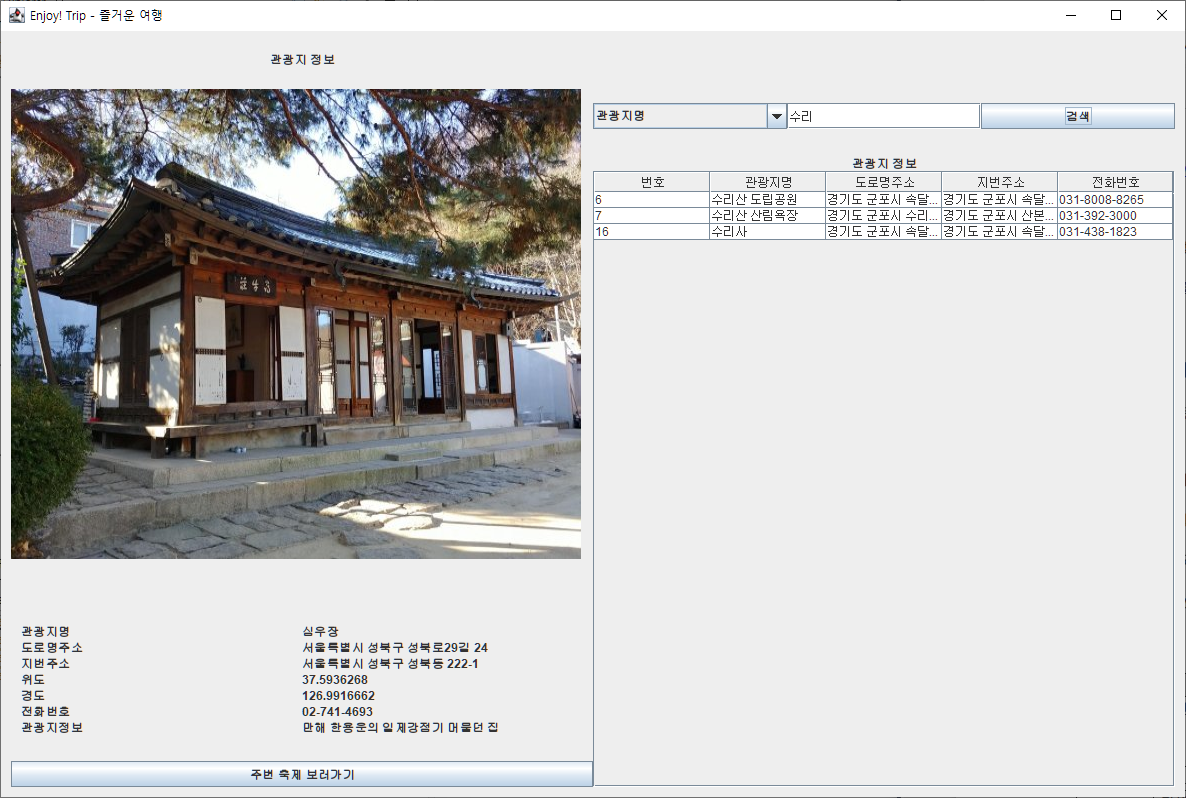 Enjoy! Trip - 즐거운 여행
관광지 정보
관광지명 수리 검색
관광지 정보
번호 관광지명 도로명주소 지번주소 전화번호
6 수리산 도립공원 경기도 군포시 속달... 경기도 군포시 속달... 031-8008-8265
7 수리산 산림욕장 경기도 군포시 수리... 경기도 군포시 산본... 031-392-3000
16 수리사 경기도 군포시 속달... 경기도 군포시 속달... 031-438-1823
관광지명 심우장
도로명주소 서울특별시 성북구 성북로29길 24
지번주소 서울특별시 성북구 성북동 222-1
위도 37.5936268
경도 126.9916662
전화번호 02-741-4693
관광지정보 만해 한용운의 일제강점기 머물던 집
주변 축제 보러가기